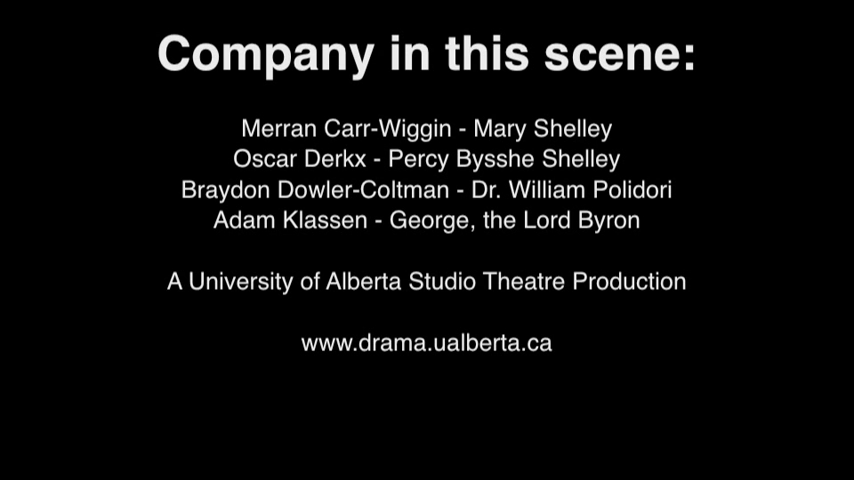 Company in this scene:
Merran Carr-Wiggin - Mary Shelley
Oscar Derkx - Percy Bysshe Shelley
Braydon Dowler-Coltman - Dr. William Polidori
Adam Klassen - George, the Lord Byron
A University of Alberta Studio Theatre Production
www.drama.ualberta.ca